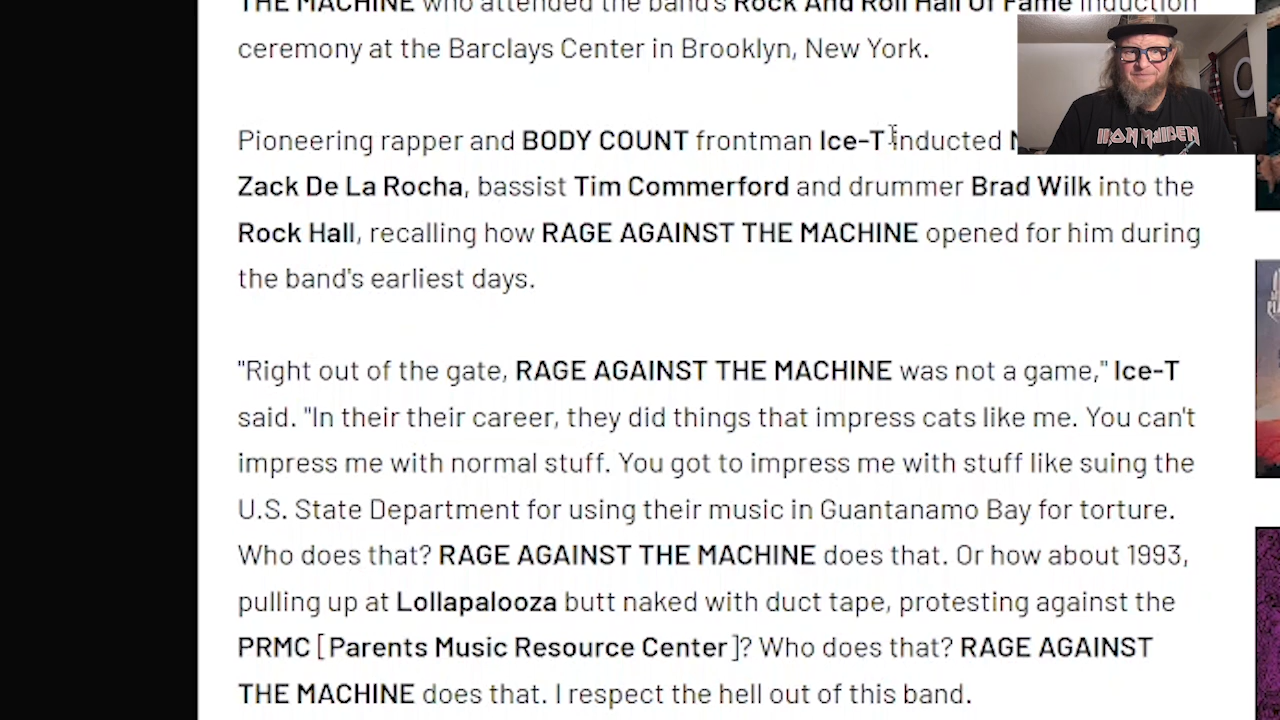 THE MACHINE who attended the band's Rock And Roll Hall Of Fame induction
ceremony at the Barclays Center in Brooklyn, New York.
Pioneering rapper and BODY COUNT frontman Ice-T inducted
Zack De La Rocha, bassist Tim Commerford and drummer Brad Wilk into the
Rock Hall, recalling how RAGE AGAINST THE MACHINE opened for him during
the band's earliest days.
"Right out of the gate, RAGE AGAINST THE MACHINE was not a game," Ice-T
said. "In their their career, they did things that impress cats like me. You can't
impress me with normal stuff. You got to impress me with stuff like suing the
U.S. State Department for using their music in Guantanamo Bay for torture.
Who does that? RAGE AGAINST THE MACHINE does that. Or how about 1993,
pulling up at Lollapalooza butt naked with duct tape, protesting against the
PRMC [Parents Music Resource Center]? Who does that? RAGE AGAINST
THE MACHINE does that. I respect the hell out of this band.
IRON MAIDEN